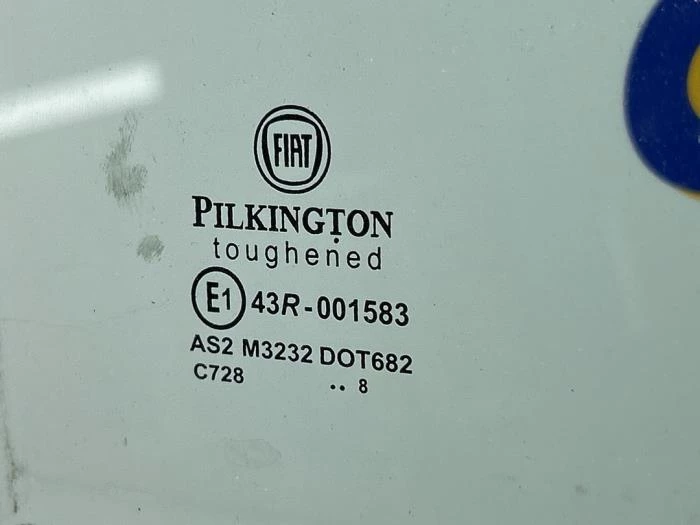 FIAT
PILKINGTON
toughened
E1 43R-001583
AS2 M3232 DOT682
C728 .. 8